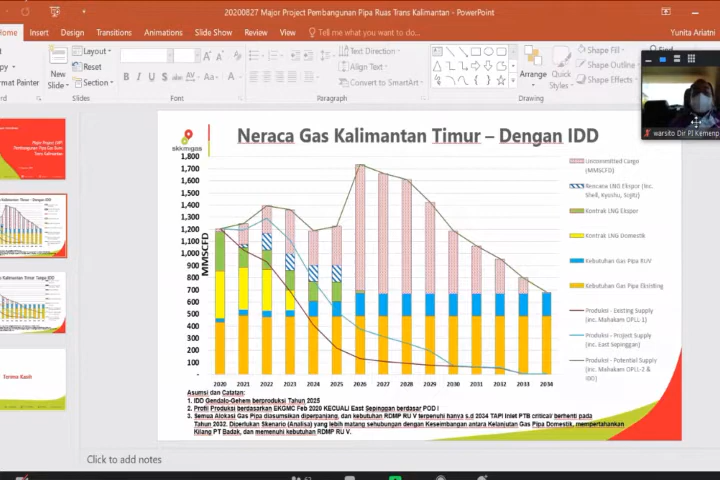 20200827 Major Project Pembangunan Pipa Ruas Trans Kalimantan - PowerPoint
Home Insert Design Transitions Animations Slide Show Review View Tell me what you want to do...
Yunita Ariatni
Layout
Reset
Section
New Slide
Format Painter
Slides
Font
Paragraph
Text Direction
Align Text
Convert to SmartArt
Arrange
Quick Styles
Drawing
Shape Fill
Shape Outline
Shape Effects
Find
warsito Dir PI Kemenp
Terima Kasih
skkmigas
Neraca Gas Kalimantan Timur – Dengan IDD
MMSCFD
1,800
1,700
1,600
1,500
1,400
1,300
1,200
1,100
1,000
900
800
700
600
500
400
300
200
100
-
2020 2021 2022 2023 2024 2025 2026 2027 2028 2029 2030 2031 2032 2033 2034
Uncommitted Cargo
(MMSCFD)
Rencana LNG Ekspor (Inc.
Shell, Kyushu, Sojitz)
Kontrak LNG Ekspor
Kontrak LNG Domestik
Kebutuhan Gas Pipa RUV
Kebutuhan Gas Pipa Eksisting
Produksi - Existing Supply
(inc. Mahakam OPLL-1)
Produksi - Project Supply
(inc. East Sepinggan)
Produksi - Potential Supply
(inc. Mahakam OPLL-2 &
IDD)
Asumsi dan Catatan:
1. IDD Gendalo-Gehem berproduksi Tahun 2025
2. Profil Produksi berdasarkan EKGMC Feb 2020 KECUALI East Sepinggan berdasar POD I
3. Semua Alokasi Gas Pipa diasumsikan diperpanjang, dan kebutuhan RDMP RU V terpenuhi hanya s.d 2034 TAPI Inlet PTB critical/ berhenti pada
Tahun 2032. Diperlukan Skenario (Analisa) yang lebih matang sehubungan dengan Keseimbangan antara Kelanjutan Gas Pipa Domestik, mempertahankan
Kilang PT Badak, dan memenuhi kebutuhan RDMP RU V.
Click to add notes